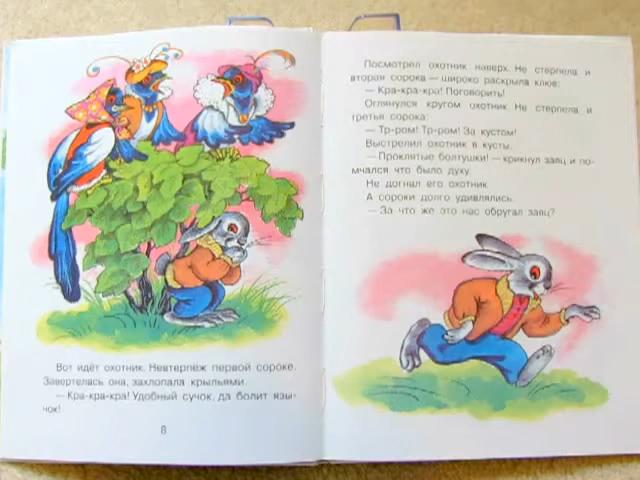 Вот идёт охотник. Невтерпёж первой сороке.
Завертелась она, захлопала крыльями.
— Кра-кра-кра! Удобный сучок, да болит язы-
чок!
8
Посмотрел охотник наверх. Не стерпела и
вторая сорока — широко раскрыла клюв:
— Кра-кра-кра! Поговорить!
Оглянулся кругом охотник. Не стерпела и
третья сорока:
— Тр-ром! Тр-ром! За кустом!
Выстрелил охотник в кусты.
— Проклятые болтушки! — крикнул заяц и по-
мчался что было духу.
Не догнал его охотник.
А сороки долго удивлялись.
— За что же это нас обругал заяц?